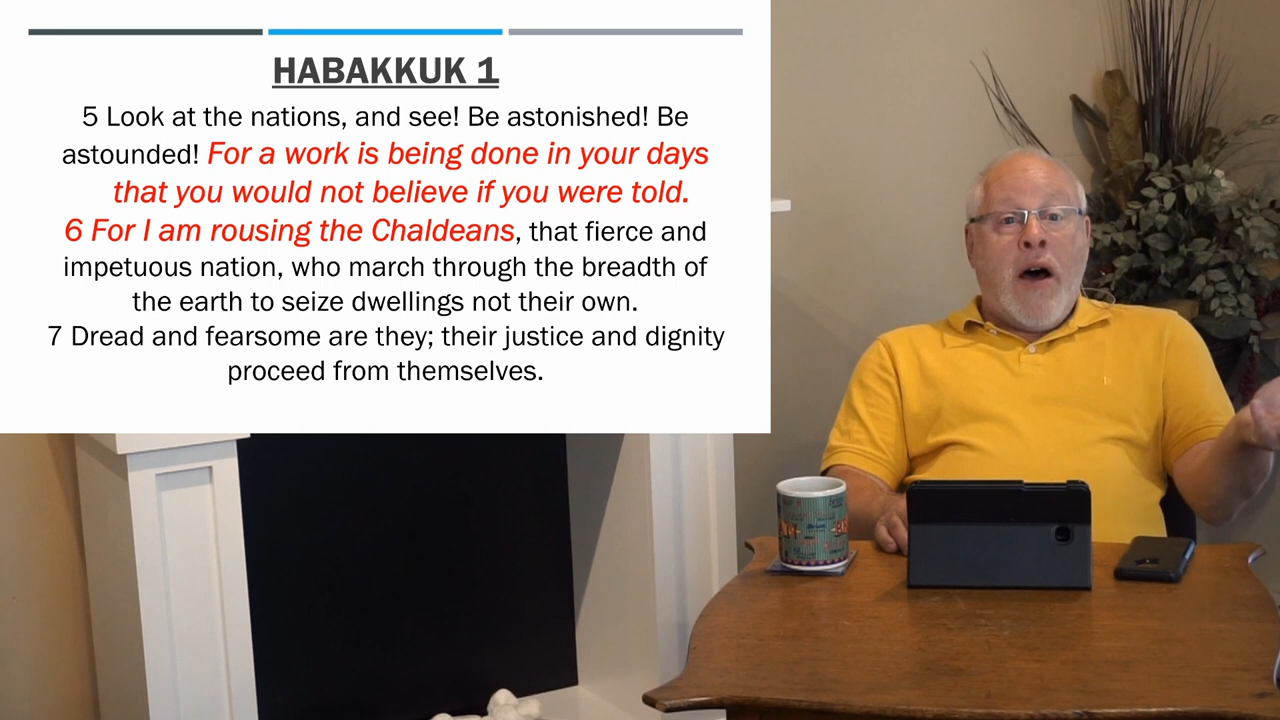 HABAKKUK 1
5 Look at the nations, and see! Be astonished! Be
astounded! For a work is being done in your days
that you would not believe if you were told.
6 For I am rousing the Chaldeans, that fierce and
impetuous nation, who march through the breadth of
the earth to seize dwellings not their own.
7 Dread and fearsome are they; their justice and dignity
proceed from themselves.